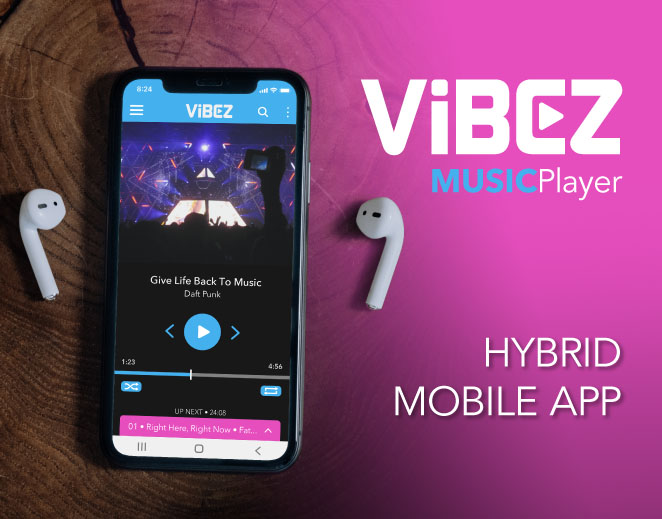 8:24
ViBEZ
Give Life Back To Music
Daft Punk
1:23
4:56
UP NEXT • 24:08
01 • Right Here, Right Now • Fat...
ViBEZ
MUSICPlayer
HYBRID
MOBILE APP